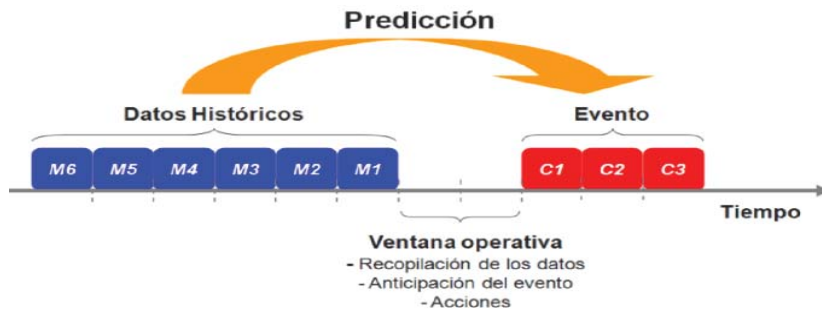 Predicción
Datos Históricos
Evento
M6 M5 M4 M3 M2 M1
C1 C2 C3
Tiempo
Ventana operativa
- Recopilación de los datos
- Anticipación del evento
- Acciones